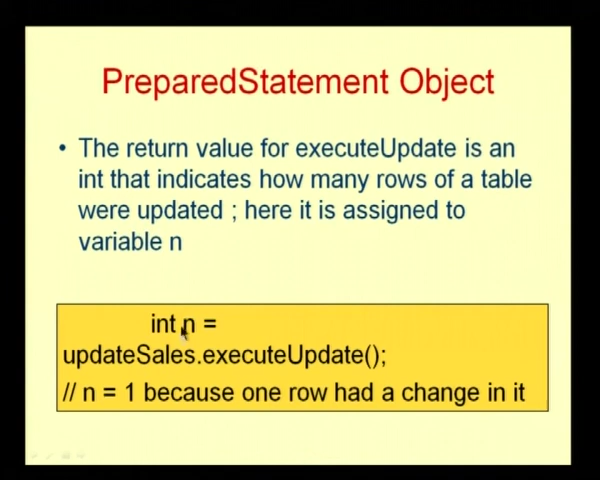 PreparedStatement Object
• The return value for executeUpdate is an
int that indicates how many rows of a table
were updated ; here it is assigned to
variable n
int n =
updateSales.executeUpdate();
// n = 1 because one row had a change in it